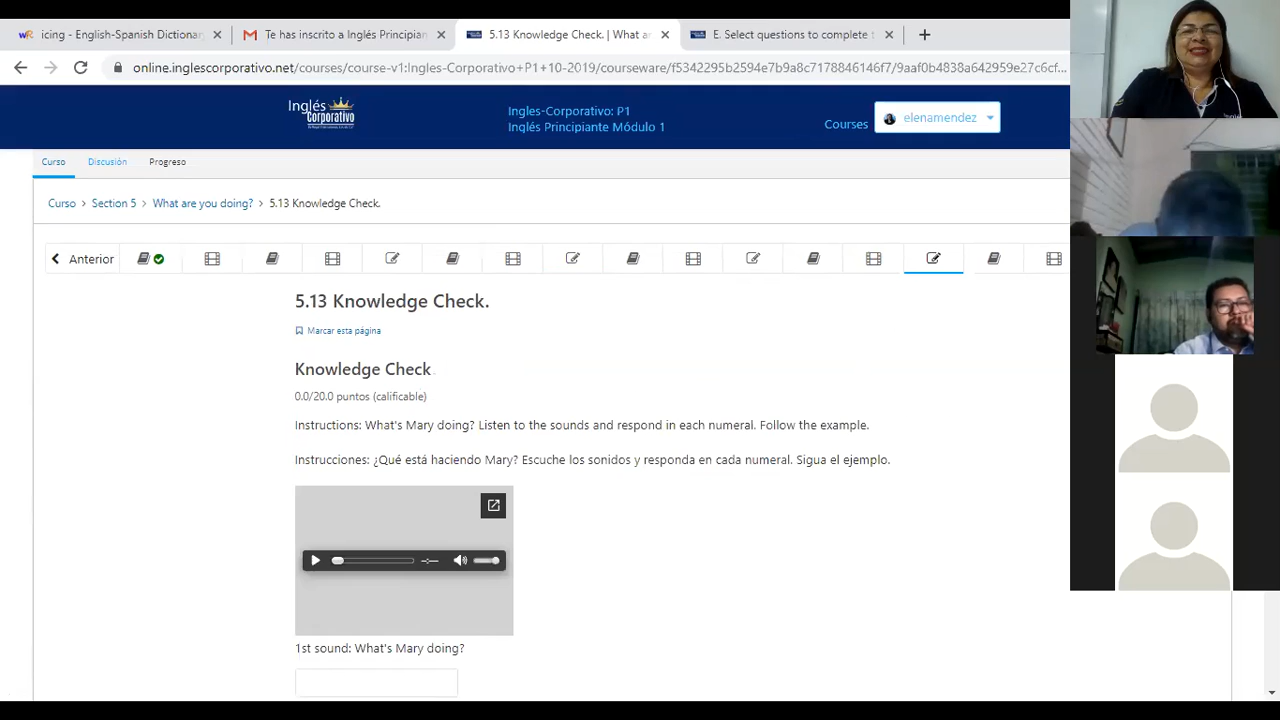 icing - English-Spanish Dictionary
Te has inscrito a Inglés Principian
5.13 Knowledge Check. | What ar
E. Select questions to complete t
online.inglescorporativo.net/courses/course-v1:Ingles-Corporativo+P1+10-2019/courseware/f5342295b2594e7b9a8c7178846146f7/9aaf0b4838a642959e27c6cf...
Inglés
Corporativo
Ingles-Corporativo: P1
Inglés Principiante Módulo 1
Courses
elenamendez
Curso
Discusión
Progreso
Curso > Section 5 > What are you doing? > 5.13 Knowledge Check.
Anterior
5.13 Knowledge Check.
Marcar esta página
Knowledge Check
0.0/20.0 puntos (calificable)
Instructions: What's Mary doing? Listen to the sounds and respond in each numeral. Follow the example.
Instrucciones: ¿Qué está haciendo Mary? Escuche los sonidos y responda en cada numeral. Sigua el ejemplo.
1st sound: What's Mary doing?